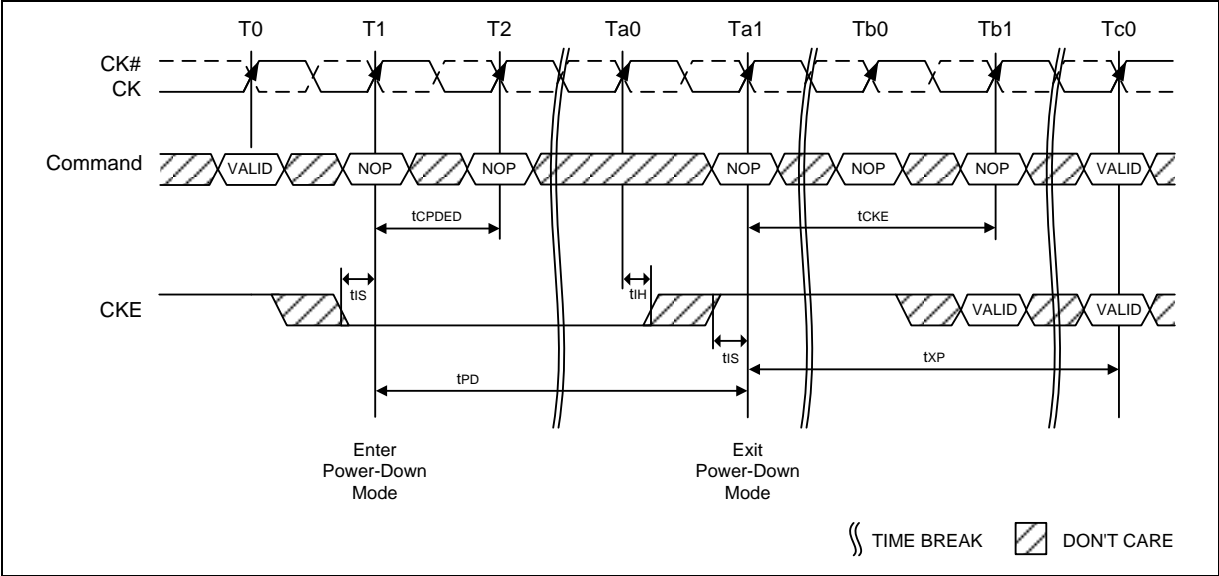 T0 T1 T2 Ta0 Ta1 Tb0 Tb1 Tc0
CK#
CK
Command VALID NOP NOP NOP NOP NOP VALID
tCPDED tCKE
tIS tIH
CKE VALID VALID
tIS
tXP
tPD
Enter
Power-Down
Mode
Exit
Power-Down
Mode
TIME BREAK DON'T CARE